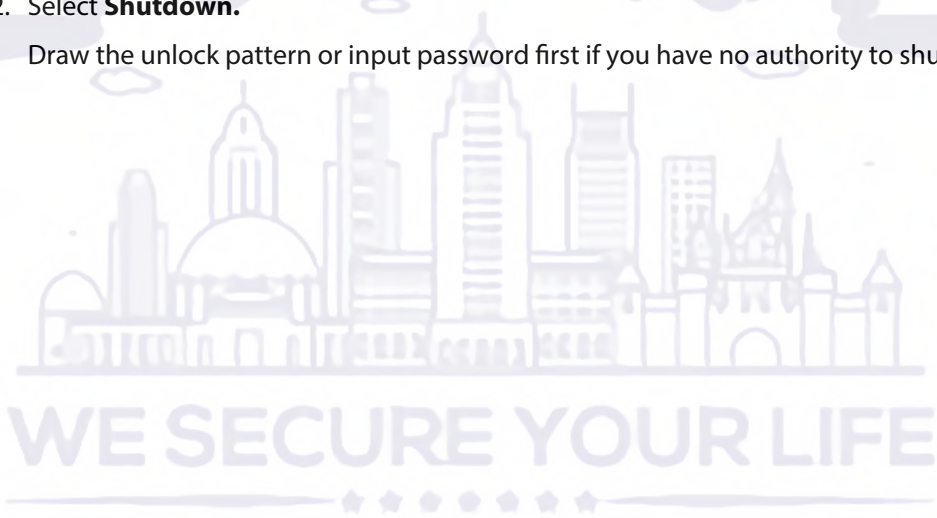 2. Select Shutdown.
Draw the unlock pattern or input password first if you have no authority to
WE SECURE YOUR LIFE